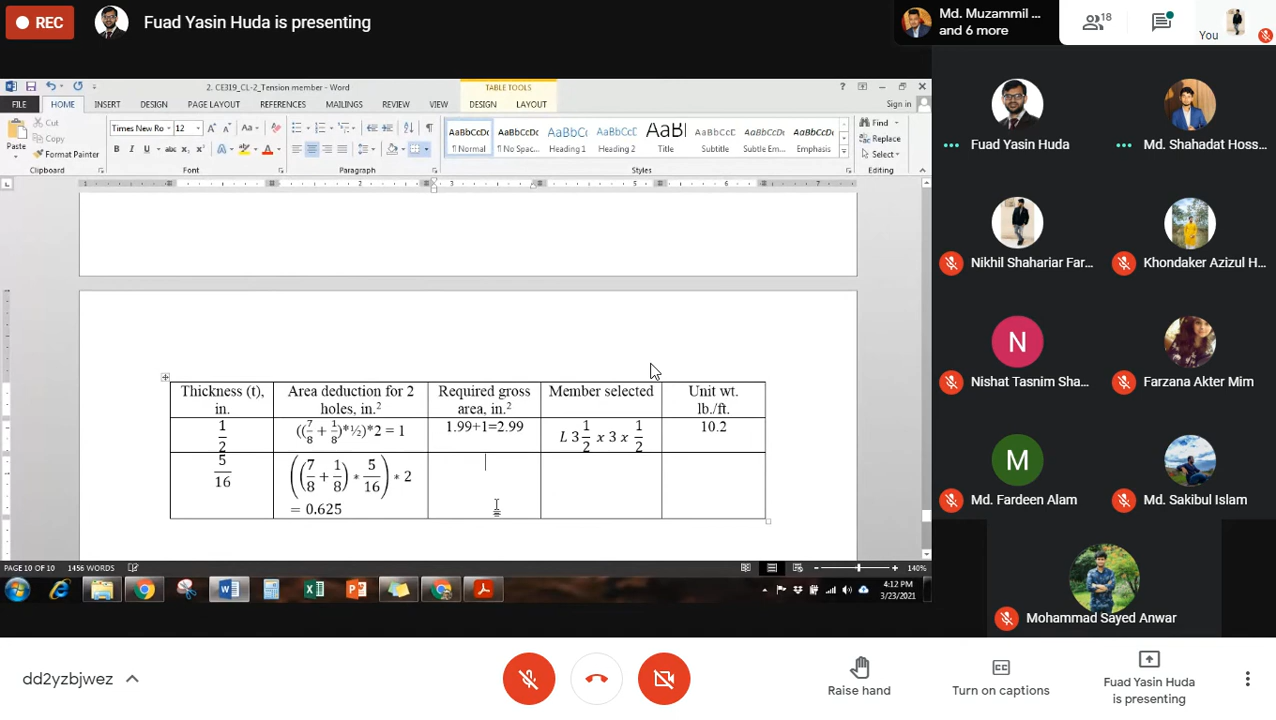 REC
Fuad Yasin Huda is presenting
Md. Muzammil ...
and 6 more
18
You
2. CE319_CL-2_Tension member - Word
TABLE TOOLS
FILE HOME INSERT DESIGN PAGE LAYOUT REFERENCES MAILINGS REVIEW VIEW DESIGN LAYOUT Sign in
Paste
Cut
Copy
Format Painter
Times New Ro 12
AaBbCcDc AaBbCcDc AaBbCc AaBbCcC AaB AaBbCcC AaBbCcDc AaBbCcDc
¶ Normal ¶ No Spac... Heading 1 Heading 2 Title Subtitle Subtle Em... Emphasis
Find
Replace
Select
Clipboard Font Paragraph Styles Editing
Thickness (t), in.
Area deduction for 2 holes, in.²
Required gross area, in.²
Member selected
Unit wt. lb./ft.
1/2
((7/8 + 1/8)*½)*2 = 1
1.99+1=2.99
L 3 1/2 x 3 x 1/2
10.2
5/16
((7/8 + 1/8) * 5/16) * 2
= 0.625
PAGE 10 OF 10 1456 WORDS 140%
4:12 PM
3/23/2021
Fuad Yasin Huda
Md. Shahadat Hoss...
Nikhil Shahariar Far...
Khondaker Azizul H...
N
Nishat Tasnim Sha...
Farzana Akter Mim
M
Md. Fardeen Alam
Md. Sakibul Islam
Mohammad Sayed Anwar
dd2yzbjwez
Raise hand
Turn on captions
Fuad Yasin Huda
is presenting